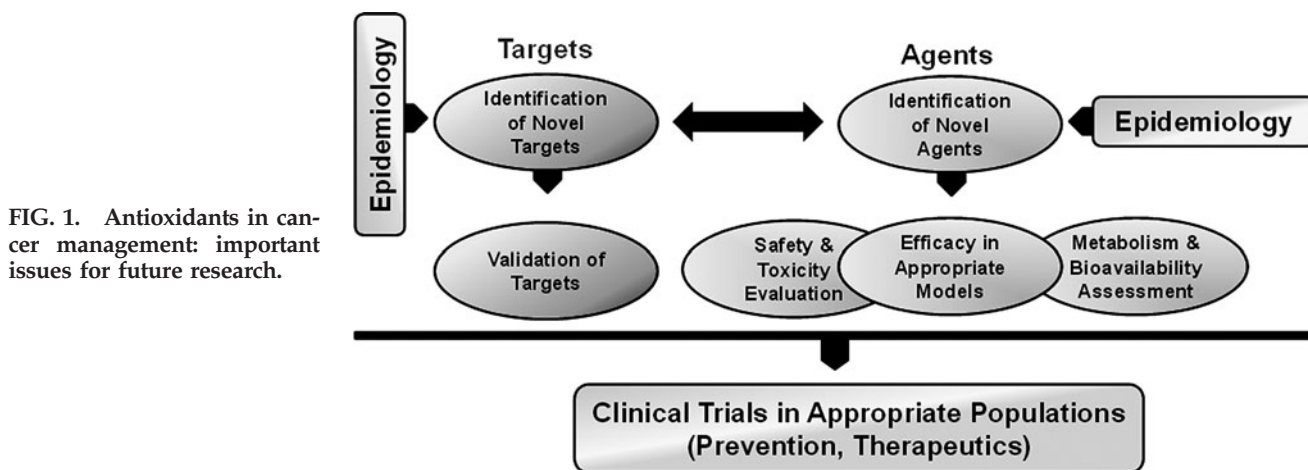 FIG. 1. Antioxidants in can-
cer management: important
issues for future research.
Epidemiology
Targets
Identification
of Novel
Targets
Agents
Identification
of Novel
Agents
Epidemiology
Validation of
Targets
Safety &
Toxicity
Evaluation
Efficacy in
Appropriate
Models
Metabolism &
Bioavailability
Assessment
Clinical Trials in Appropriate Populations
(Prevention, Therapeutics)